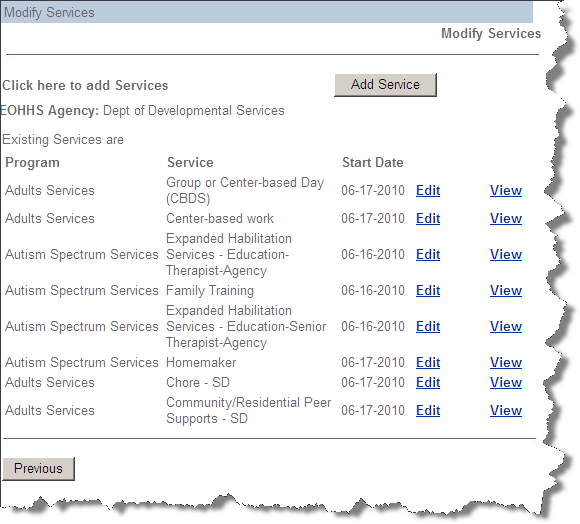 Modify Services
Modify Services
Click here to add Services Add Service
EOHHS Agency: Dept of Developmental Services
Existing Services are
Program Service Start Date
Adults Services Group or Center-based Day (CBDS) 06-17-2010 Edit View
Adults Services Center-based work 06-17-2010 Edit View
Autism Spectrum Services Expanded Habilitation Services - Education-Therapist-Agency 06-16-2010 Edit View
Autism Spectrum Services Family Training 06-16-2010 Edit View
Autism Spectrum Services Expanded Habilitation Services - Education-Senior Therapist-Agency 06-16-2010 Edit View
Autism Spectrum Services Homemaker 06-17-2010 Edit View
Adults Services Chore - SD 06-17-2010 Edit View
Adults Services Community/Residential Peer Supports - SD 06-17-2010 Edit View
Previous